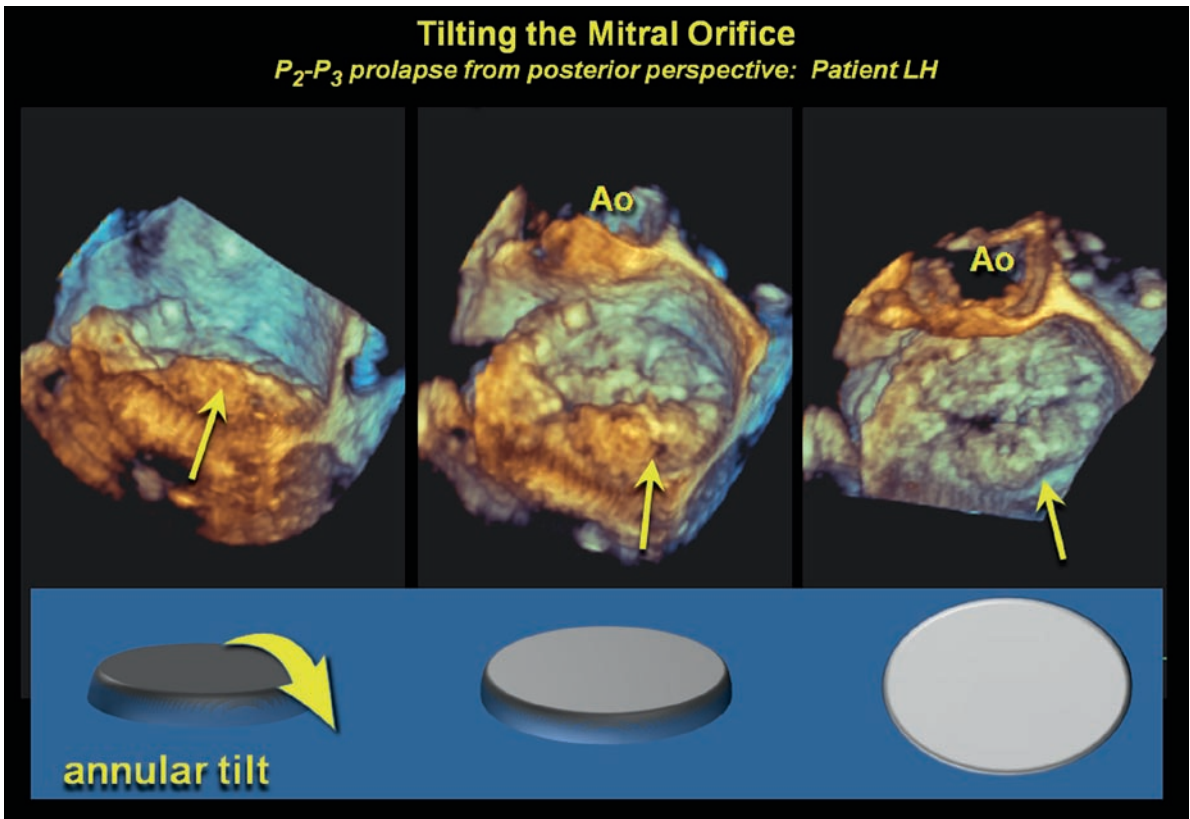 Tilting the Mitral Orifice
P2-P3 prolapse from posterior perspective: Patient LH
Ao
Ao
annular tilt